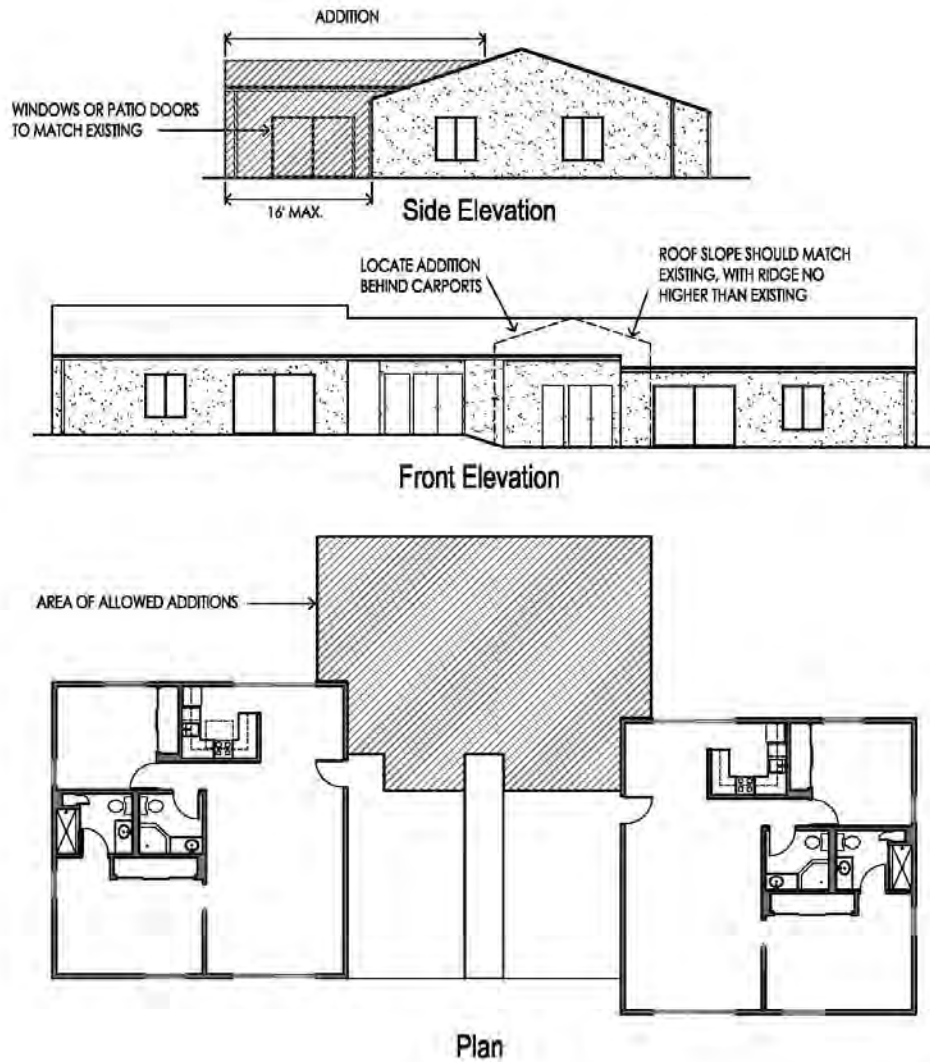 ADDITION
WINDOWS OR PATIO DOORS
TO MATCH EXISTING
16' MAX.
Side Elevation
LOCATE ADDITION
BEHIND CARPORTS
ROOF SLOPE SHOULD MATCH
EXISTING, WITH RIDGE NO
HIGHER THAN EXISTING
Front Elevation
AREA OF ALLOWED ADDITIONS
Plan